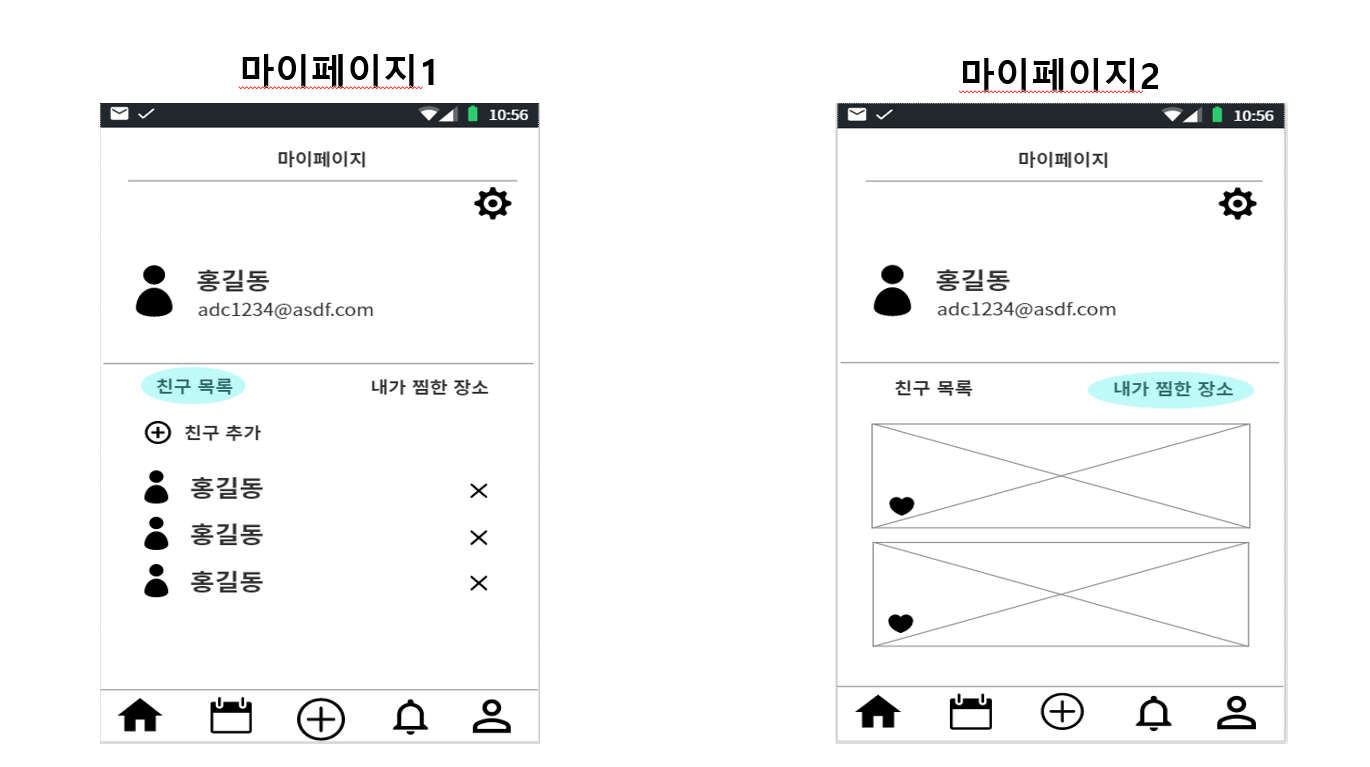 마이페이지1
10:56
마이페이지
홍길동
adc1234@asdf.com
친구 목록 내가 찜한 장소
친구 추가
홍길동
홍길동
홍길동
마이페이지2
10:56
마이페이지
홍길동
adc1234@asdf.com
친구 목록 내가 찜한 장소